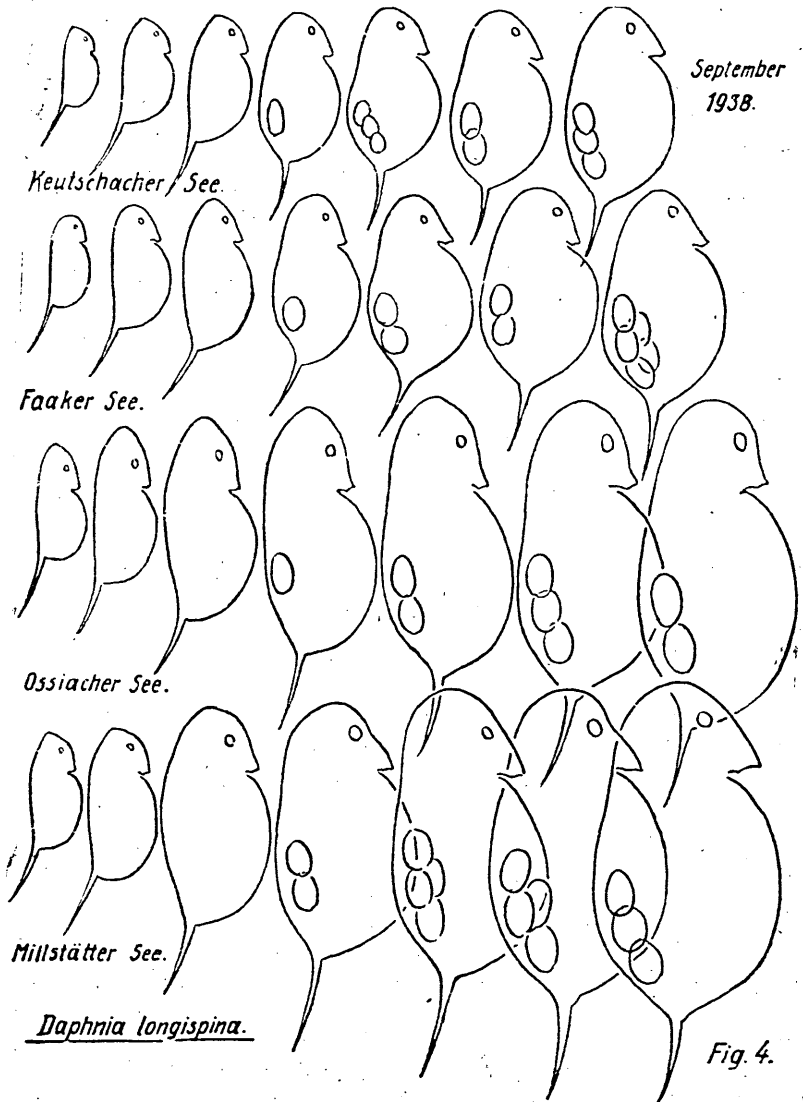 September
1938.
Keutschacher See.
Faaker See.
Ossiacher See.
Millstätter See.
Daphnia longispina.
Fig. 4.